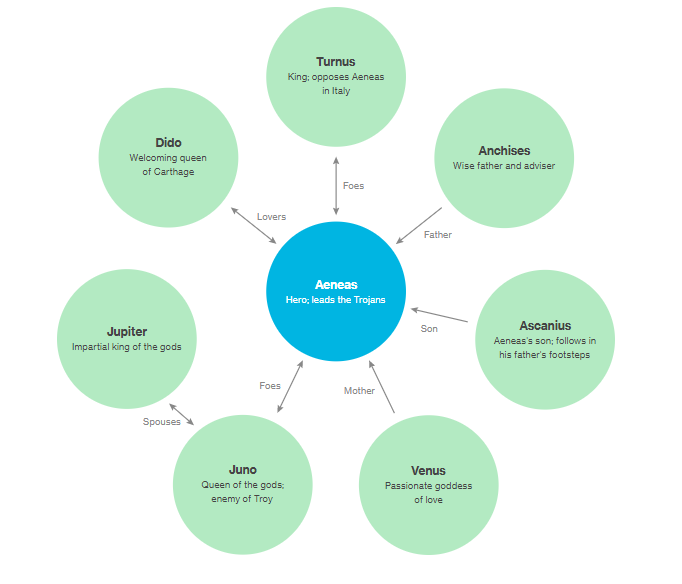 Turnus
King; opposes Aeneas
in Italy
Dido
Welcoming queen
of Carthage
Anchises
Wise father and adviser
Foes
Lovers
Father
Aeneas
Hero; leads the Trojans
Jupiter
Impartial king of the gods
Ascanius
Aeneas's son; follows in
his father's footsteps
Son
Foes
Mother
Spouses
Juno
Queen of the gods;
enemy of Troy
Venus
Passionate goddess
of love